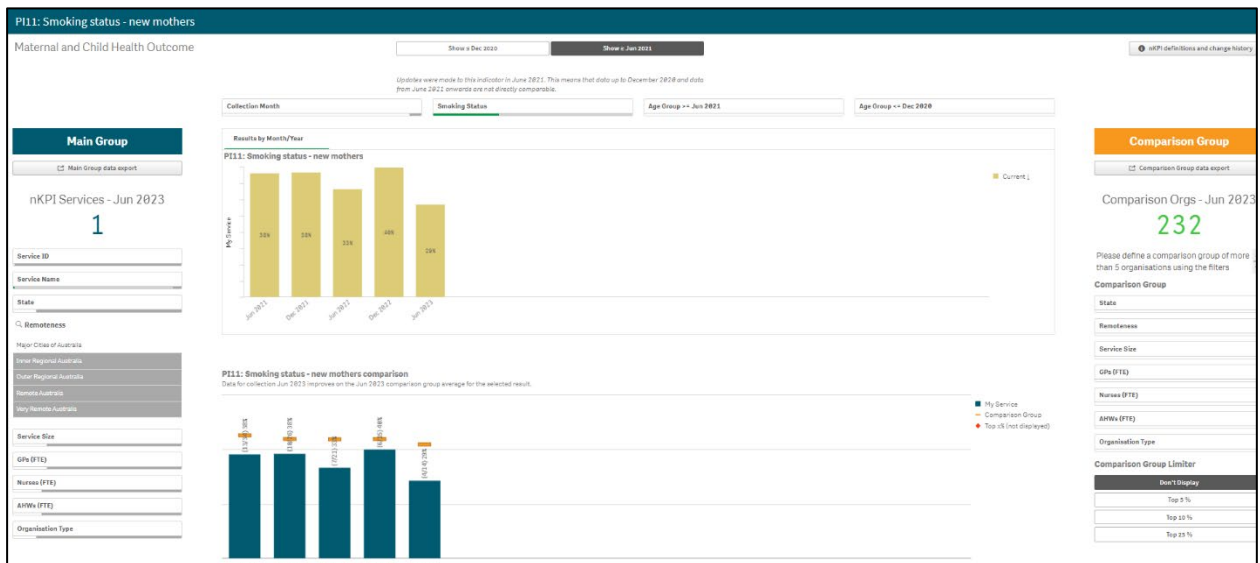 PI11: Smoking status - new mothers
Maternal and Child Health Outcome
Show ≤ Dec 2020
Show ≥ Jun 2021
nKPI definitions and change history
Updates were made to this indicator in June 2021. This means that data up to December 2020 and data
from June 2021 onwards are not directly comparable.
Collection Month
Smoking Status
Age Group >= Jun 2021
Age Group <= Dec 2020
Main Group
Main Group data export
nKPI Services - Jun 2023
1
Service ID
Service Name
State
Remoteness
Major Cities of Australia
Inner Regional Australia
Outer Regional Australia
Remote Australia
Very Remote Australia
Service Size
GPs (FTE)
Nurses (FTE)
AHWs (FTE)
Organisation Type
Results by Month/Year
PI11: Smoking status - new mothers
My Service
40%
Jun 2021
Dec 2021
Jun 2022
Dec 2022
Jun 2023
Current
PI11: Smoking status - new mothers comparison
Data for collection Jun 2023 improves on the Jun 2023 comparison group average for the selected result.
(4/14) 29%
My Service
Comparison Group
Top x% (not displayed)
Comparison Group
Comparison Group data export
Comparison Orgs - Jun 2023
232
Please define a comparison group of more
than 5 organisations using the filters
Comparison Group
State
Remoteness
Service Size
GPs (FTE)
Nurses (FTE)
AHWs (FTE)
Organisation Type
Comparison Group Limiter
Don't Display
Top 5 %
Top 10 %
Top 25 %